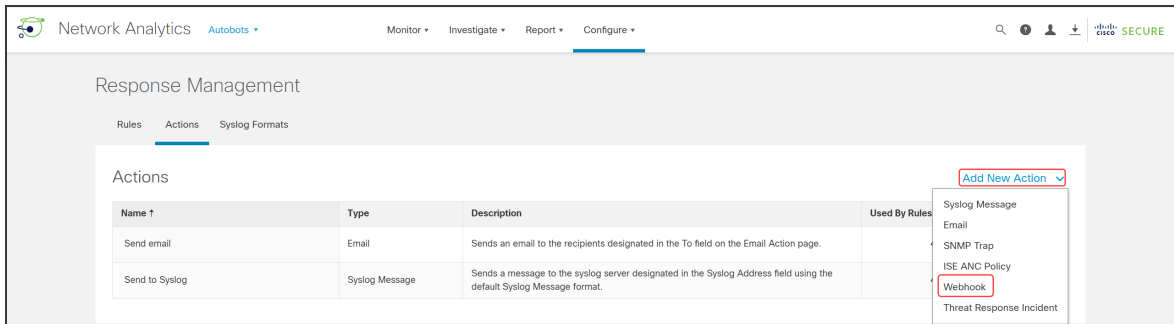 Network Analytics Autobots Monitor Investigate Report Configure cisco SECURE
Response Management
Rules Actions Syslog Formats
Actions Add New Action
Name ↑ Type Description Used By Rules
Syslog Message
Email
SNMP Trap
ISE ANC Policy
Webhook
Threat Response Incident
Send email Email Sends an email to the recipients designated in the To field on the Email Action page.
Send to Syslog Syslog Message Sends a message to the syslog server designated in the Syslog Address field using the
default Syslog Message format.